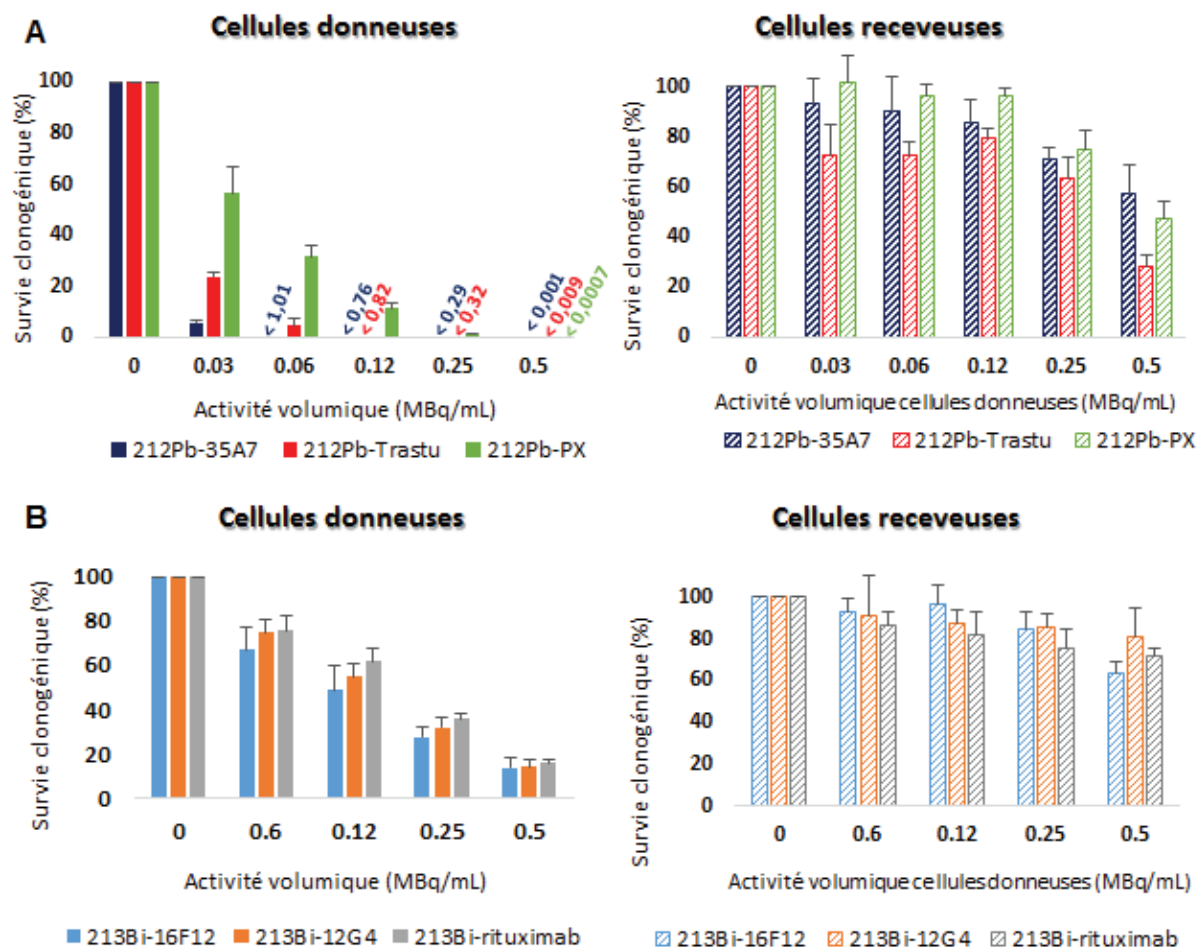 A
Cellules donneuses
Survie clonogénique (%)
100
80
60
40
20
0
< 1,01
< 0,76
< 0,82
< 0,29
< 0,32
< 0,001
< 0,009
< 0,0007
0 0.03 0.06 0.12 0.25 0.5
Activité volumique (MBq/mL)
212Pb-35A7 212Pb-Trastu 212Pb-PX
Cellules receveuses
Survie clonogénique (%)
100
80
60
40
20
0
0 0.03 0.06 0.12 0.25 0.5
Activité volumique cellules donneuses (MBq/mL)
212Pb-35A7 212Pb-Trastu 212Pb-PX
B
Cellules donneuses
Survie clonogénique (%)
100
80
60
40
20
0
0 0.6 0.12 0.25 0.5
Activité volumique (MBq/mL)
213Bi-16F12 213Bi-12G4 213Bi-rituximab
Cellules receveuses
Survie clonogénique (%)
100
80
60
40
20
0
0 0.6 0.12 0.25 0.5
Activité volumique cellules donneuses (MBq/mL)
213Bi-16F12 213Bi-12G4 213Bi-rituximab